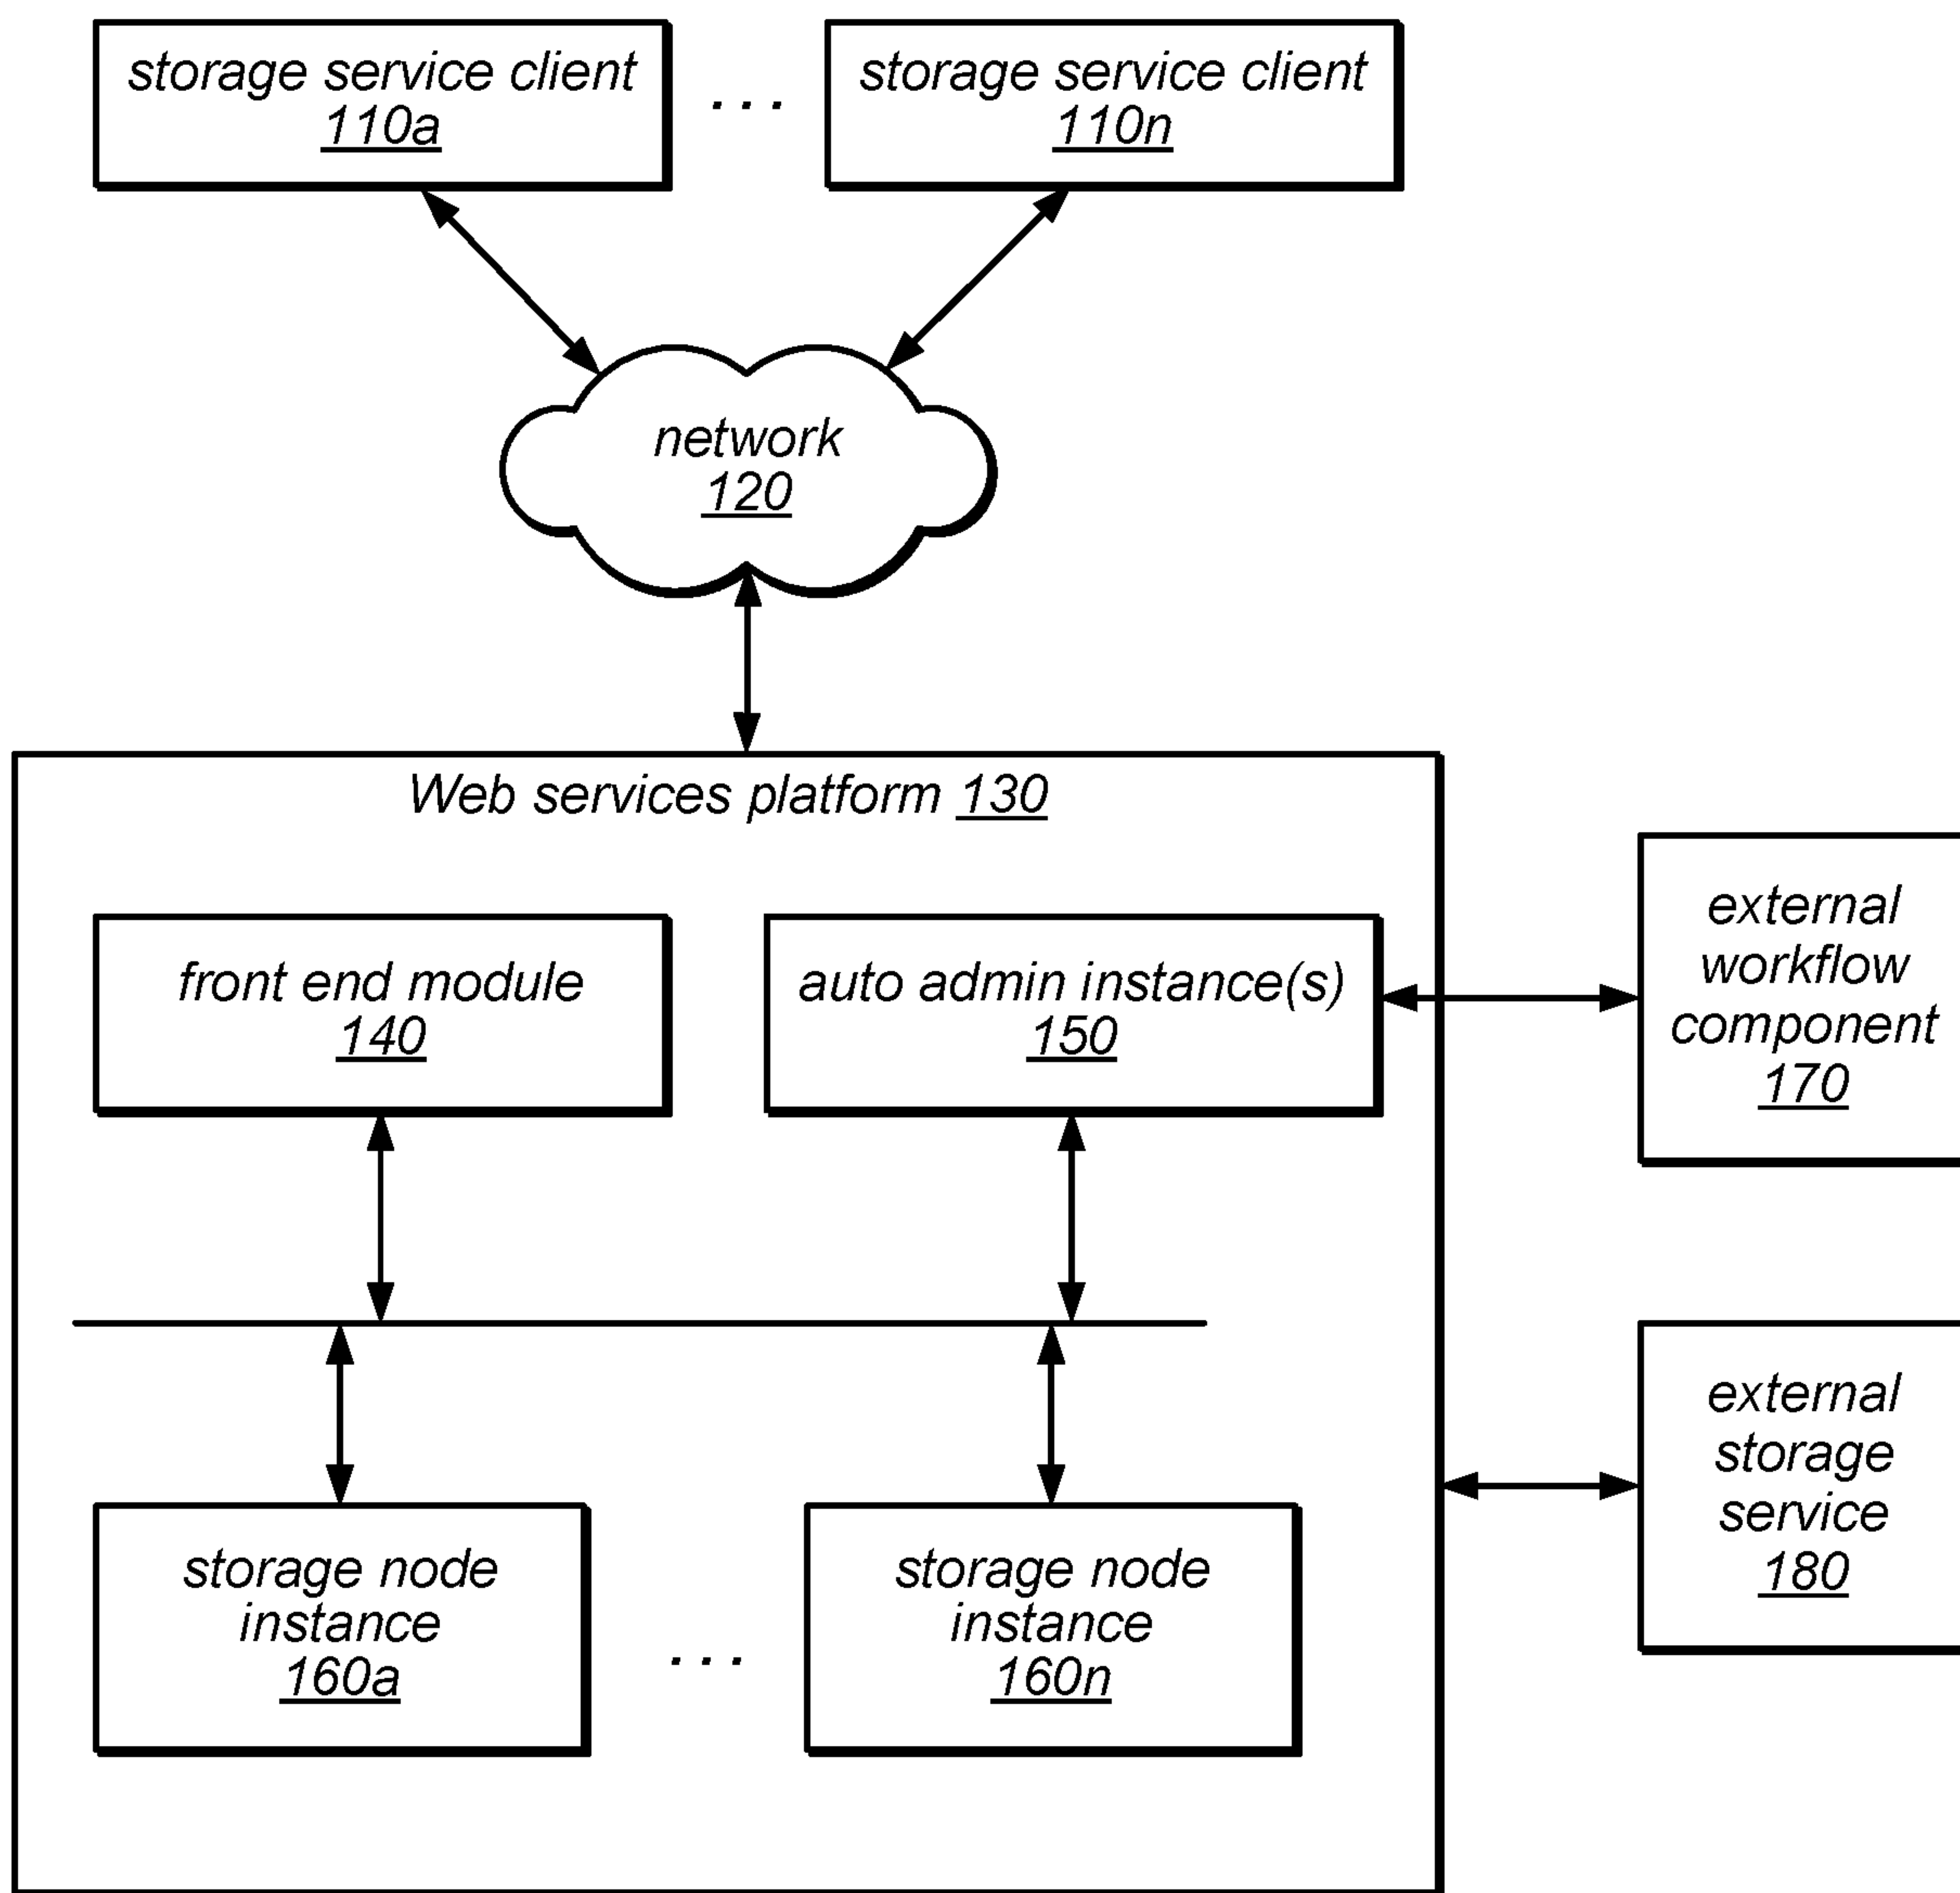 storage service client
110a
...
storage service client
110n
network
120
Web services platform 130
front end module
140
auto admin instance(s)
150
external
workflow
component
170
external
storage
service
180
storage node
instance
160a
...
storage node
instance
160n